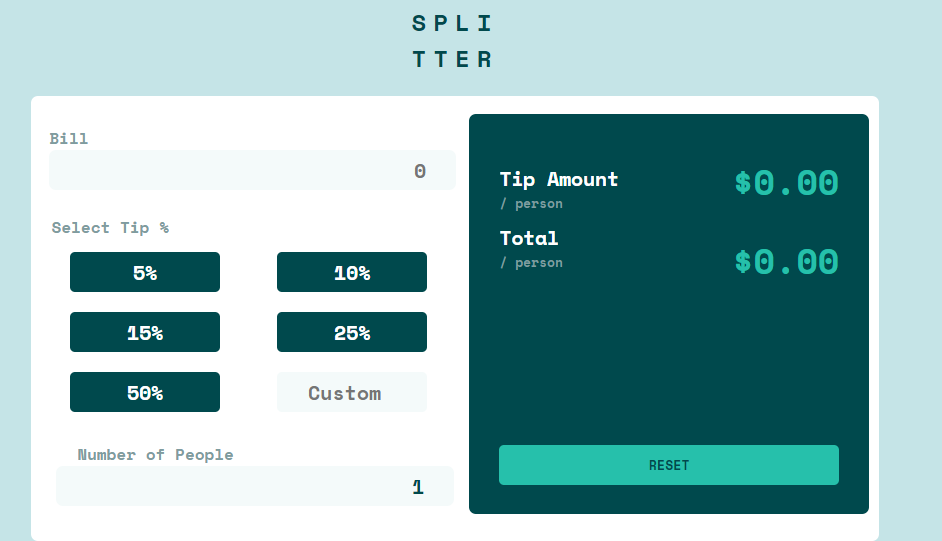 SPLI
TTER
Bill
0
Select Tip %
5%
10%
15%
25%
50%
Custom
Number of People
1
Tip Amount
/ person
$0.00
Total
/ person
$0.00
RESET